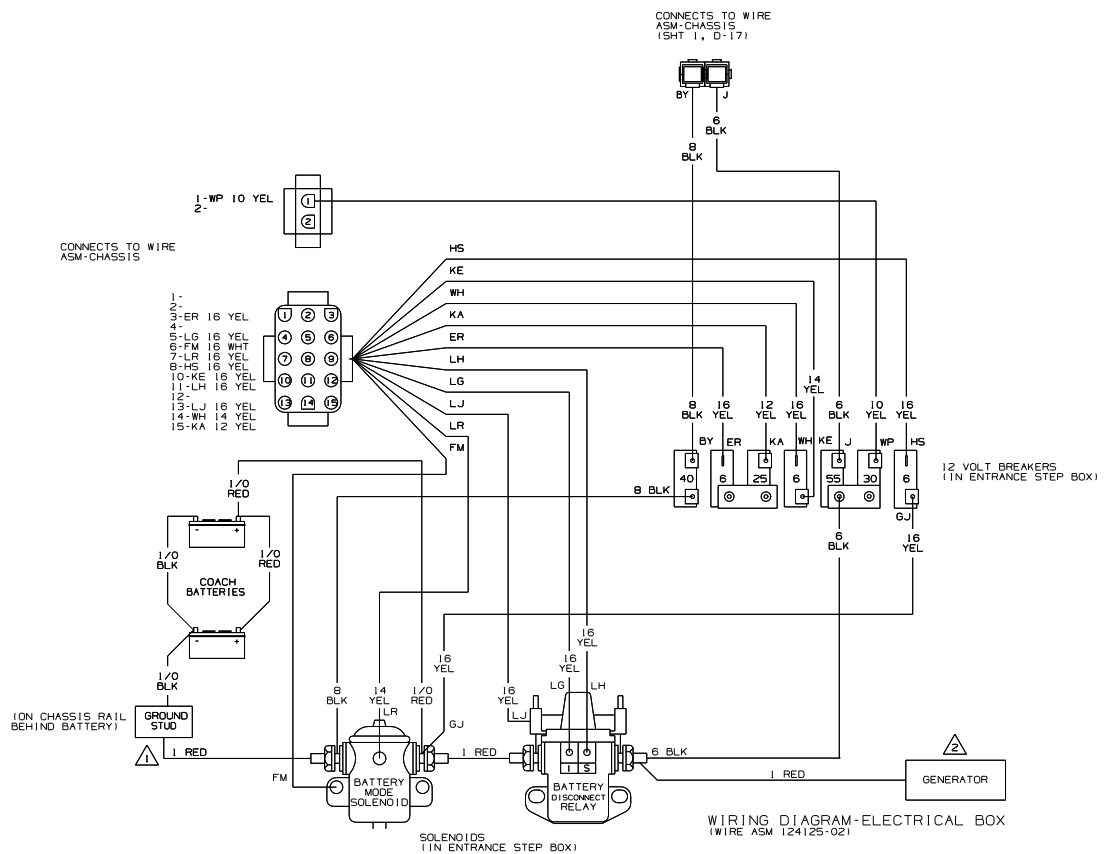 CONNECTS TO WIRE
ASM-CHASSIS
(SHT 1, D-17)
BY J
6
BLK
8
BLK
1-WP 10 YEL
2-
1
2
CONNECTS TO WIRE
ASM-CHASSIS
1-
2-
3-ER 16 YEL
4-
5-LG 16 YEL
6-FM 16 WHT
7-LR 16 YEL
8-HS 16 YEL
10-KE 16 YEL
11-LH 16 YEL
12-
13-LJ 16 YEL
14-WH 14 YEL
15-KA 12 YEL
1 2 3
4 5 6
7 8 9
10 11 12
13 14 15
HS
KE
WH
KA
ER
LH
LG
LJ
LR
FM
14
YEL
8
BLK
16
YEL
12
YEL
16
YEL
6
BLK
10
YEL
16
YEL
BY ER KA WH KE J WP HS
40 6 25 6 55 30 6
8 BLK
GJ
12 VOLT BREAKERS
(IN ENTRANCE STEP BOX)
6
BLK
16
YEL
1/0
RED
- +
1/0
BLK
1/0
RED
COACH
BATTERIES
- +
1/0
BLK
(ON CHASSIS RAIL
BEHIND BATTERY)
GROUND
STUD
1
1 RED
8
BLK
14
YEL
LR
1/0
RED
16
YEL
GJ
16
YEL
LJ
16
YEL
LG
16
YEL
LH
FM
BATTERY
MODE
SOLENOID
1 RED
I S
BATTERY
DISCONNECT
RELAY
6 BLK
1 RED
2
GENERATOR
SOLENOIDS
(IN ENTRANCE STEP BOX)
WIRING DIAGRAM-ELECTRICAL BOX
(WIRE ASM 124125-02)